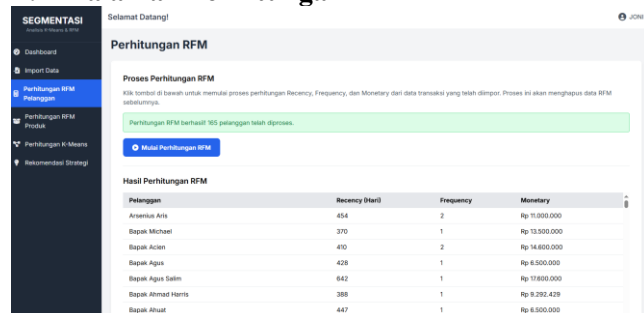 SEGMENTASI
Analisis K-Means & RFM
Dashboard
Import Data
Perhitungan RFM
Pelanggan
Perhitungan RFM
Produk
Perhitungan K-Means
Rekomendasi Strategi
Selamat Datang!
JONI
Perhitungan RFM
Proses Perhitungan RFM
Klik tombol di bawah untuk memulai proses perhitungan Recency, Frequency, dan Monetary dari data transaksi yang telah diimpor. Proses ini akan menghapus data RFM
sebelumnya.
Perhitungan RFM berhasil! 165 pelanggan telah diproses.
Mulai Perhitungan RFM
Hasil Perhitungan RFM
Pelanggan Recency (Hari) Frequency Monetary
Arsenius Aris 454 2 Rp 11.000.000
Bapak Michael 370 1 Rp 13.500.000
Bapak Acien 410 2 Rp 14.600.000
Bapak Agus 428 1 Rp 6.500.000
Bapak Agus Salim 642 1 Rp 17.600.000
Bapak Ahmad Harris 388 1 Rp 9.292.429
Bapak Ahuat 447 1 Rp 6.500.000